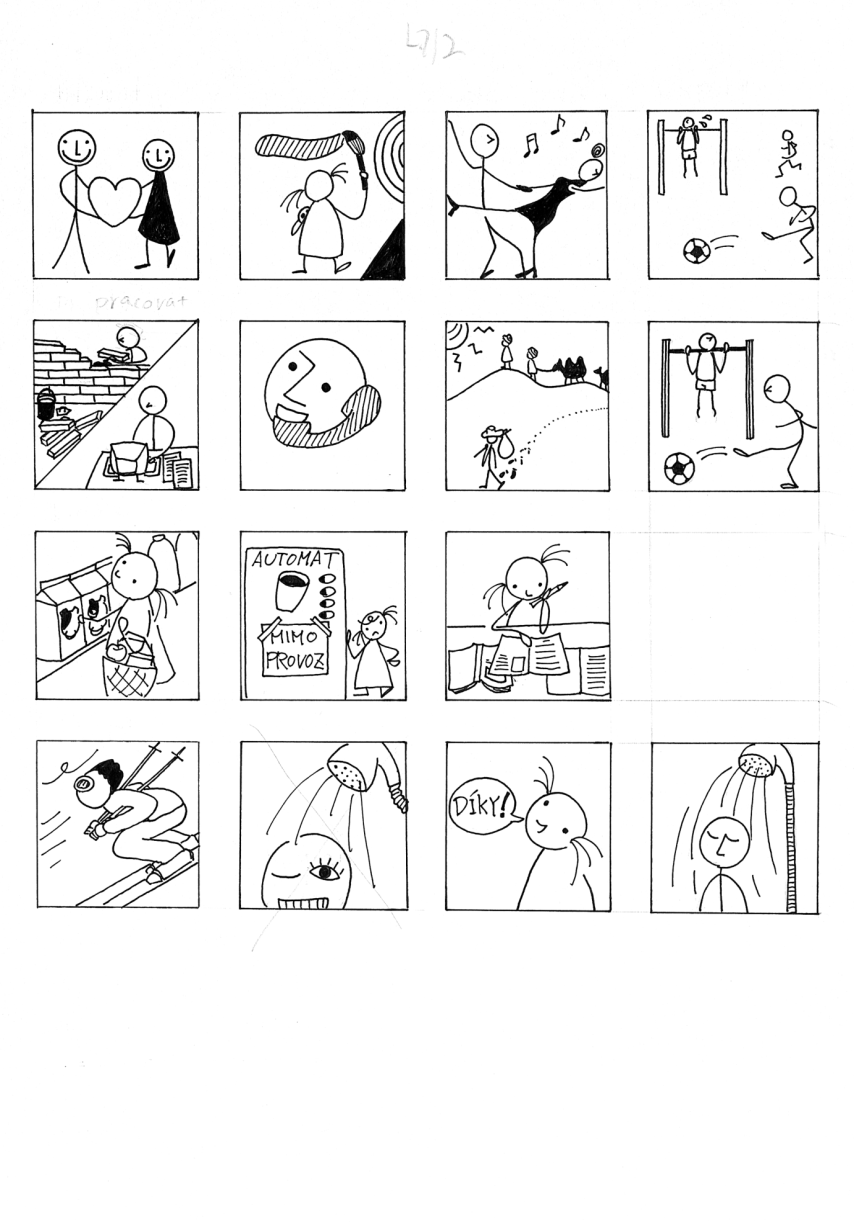 L7/2
pracovat
AUTOMAT
MIMO
PROVOZ
DÍKY!